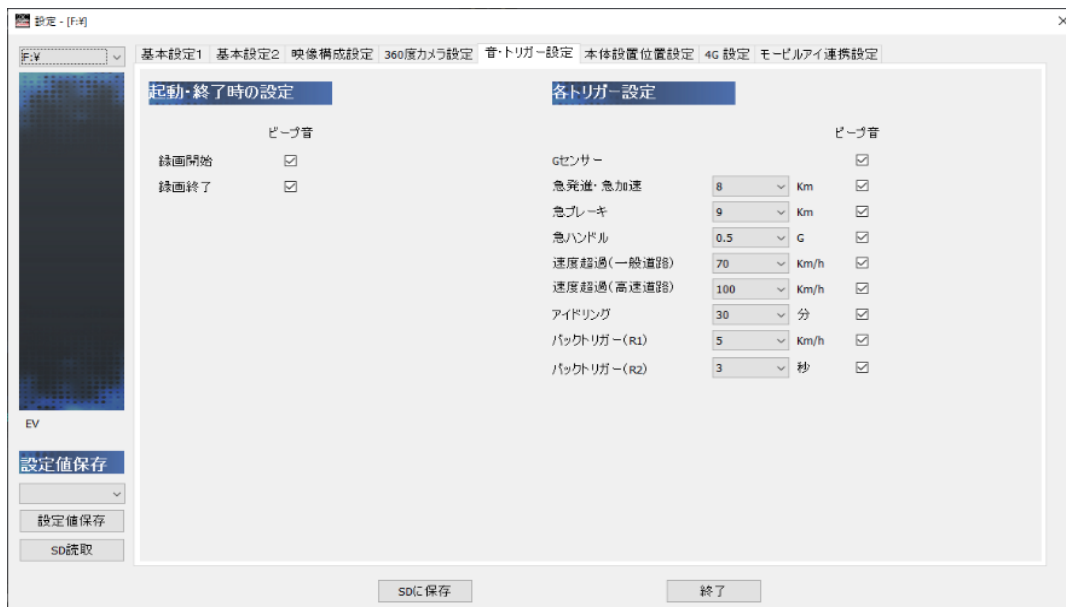 設定 - [F:¥]
F:¥
基本設定1 基本設定2 映像構成設定 360度カメラ設定 音・トリガー設定 本体設置位置設定 4G 設定 モービルアイ連携設定
起動・終了時の設定
ビープ音
録画開始
録画終了
各トリガー設定
ビープ音
Gセンサー
急発進・急加速 8 Km
急ブレーキ 9 Km
急ハンドル 0.5 G
速度超過(一般道路) 70 Km/h
速度超過(高速道路) 100 Km/h
アイドリング 30 分
バックトリガー(R1) 5 Km/h
バックトリガー(R2) 3 秒
EV
設定値保存
設定値保存
SD読取
SDに保存 終了